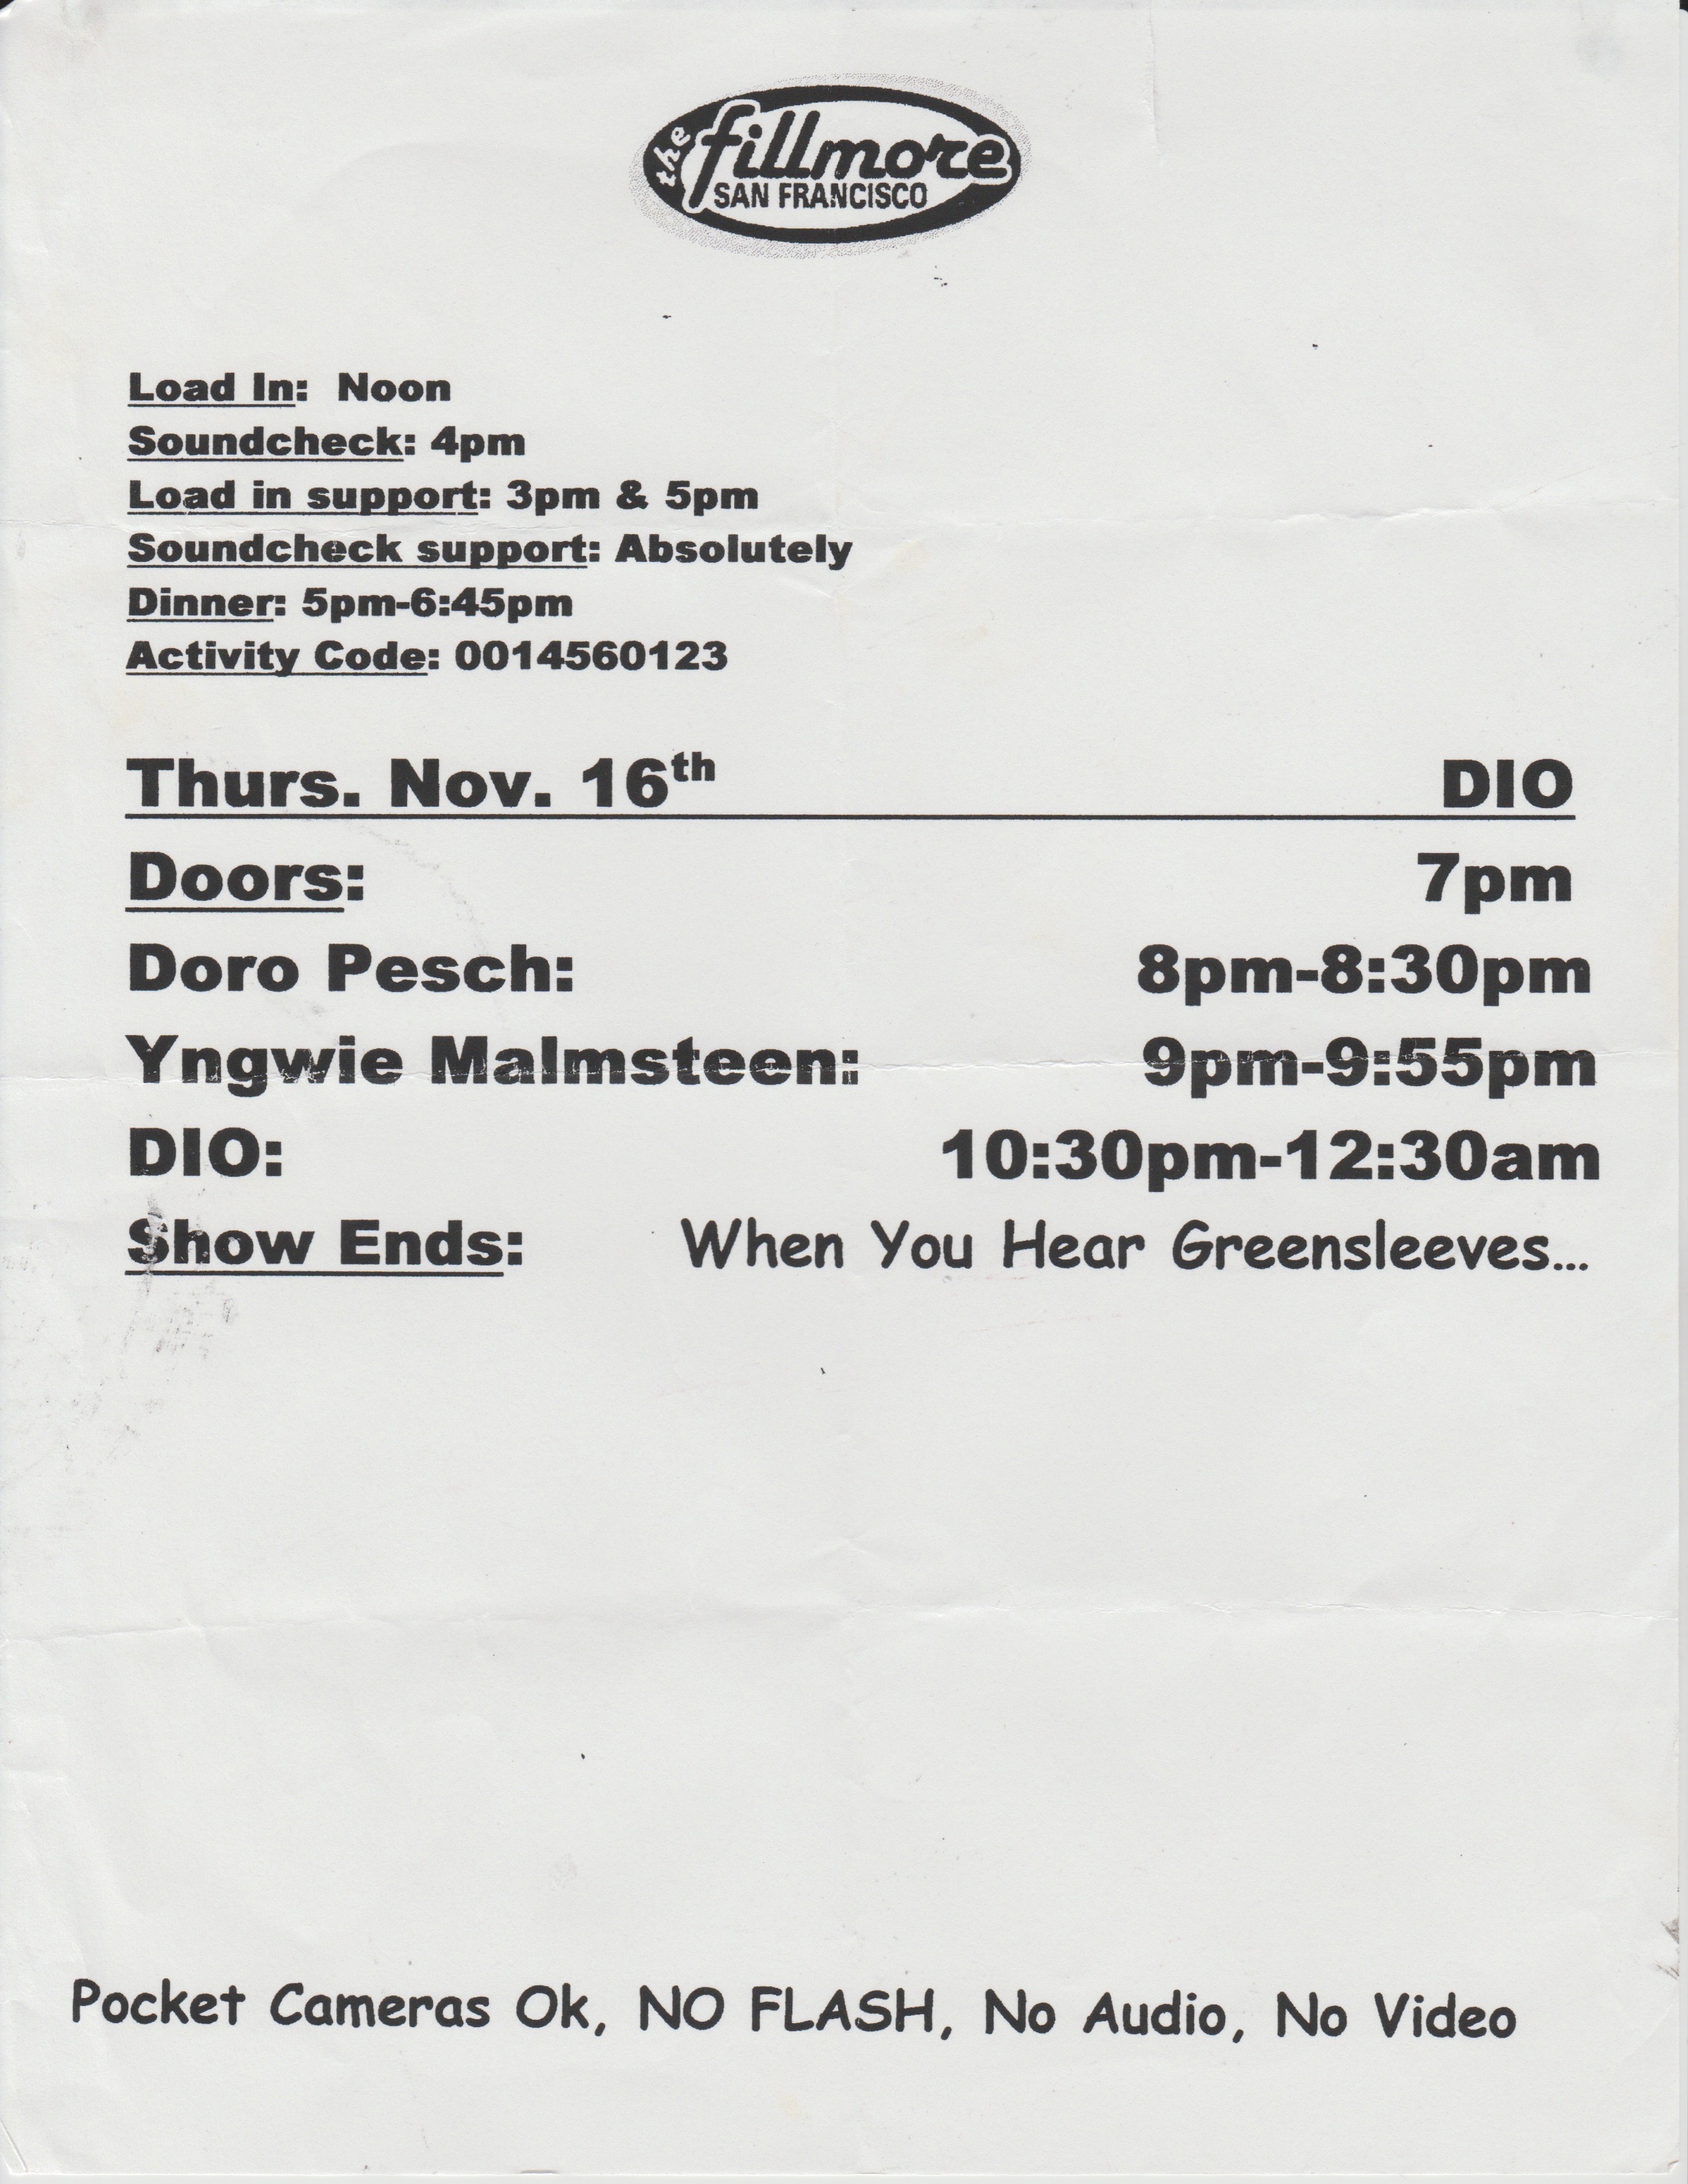 the fillmore
SAN FRANCISCO
Load In: Noon
Soundcheck: 4pm
Load in support: 3pm & 5pm
Soundcheck support: Absolutely
Dinner: 5pm-6:45pm
Activity Code: 0014560123
Thurs. Nov. 16th DIO
Doors: 7pm
Doro Pesch: 8pm-8:30pm
Yngwie Malmsteen: 9pm-9:55pm
DIO: 10:30pm-12:30am
Show Ends: When You Hear Greensleeves...
Pocket Cameras Ok, NO FLASH, No Audio, No Video